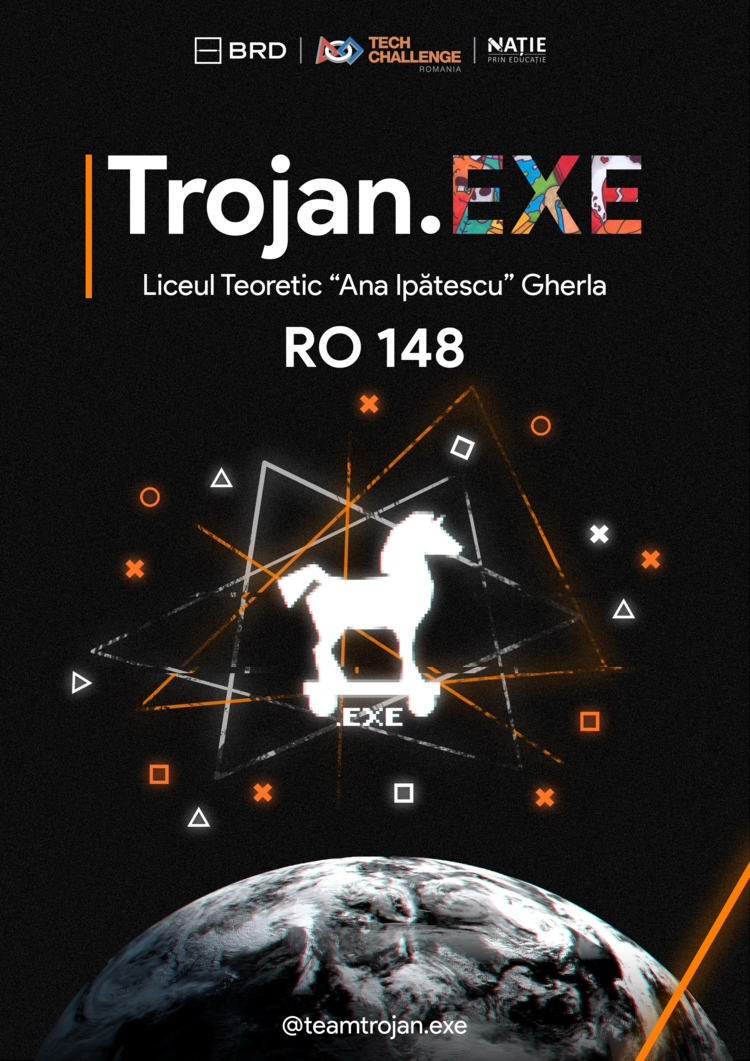 BRD
TECH
CHALLENGE
ROMANIA
NAȚIE
PRIN EDUCAȚIE
Trojan.EXE
Liceul Teoretic “Ana Ipătescu” Gherla
RO 148
.EXE
@teamtrojan.exe